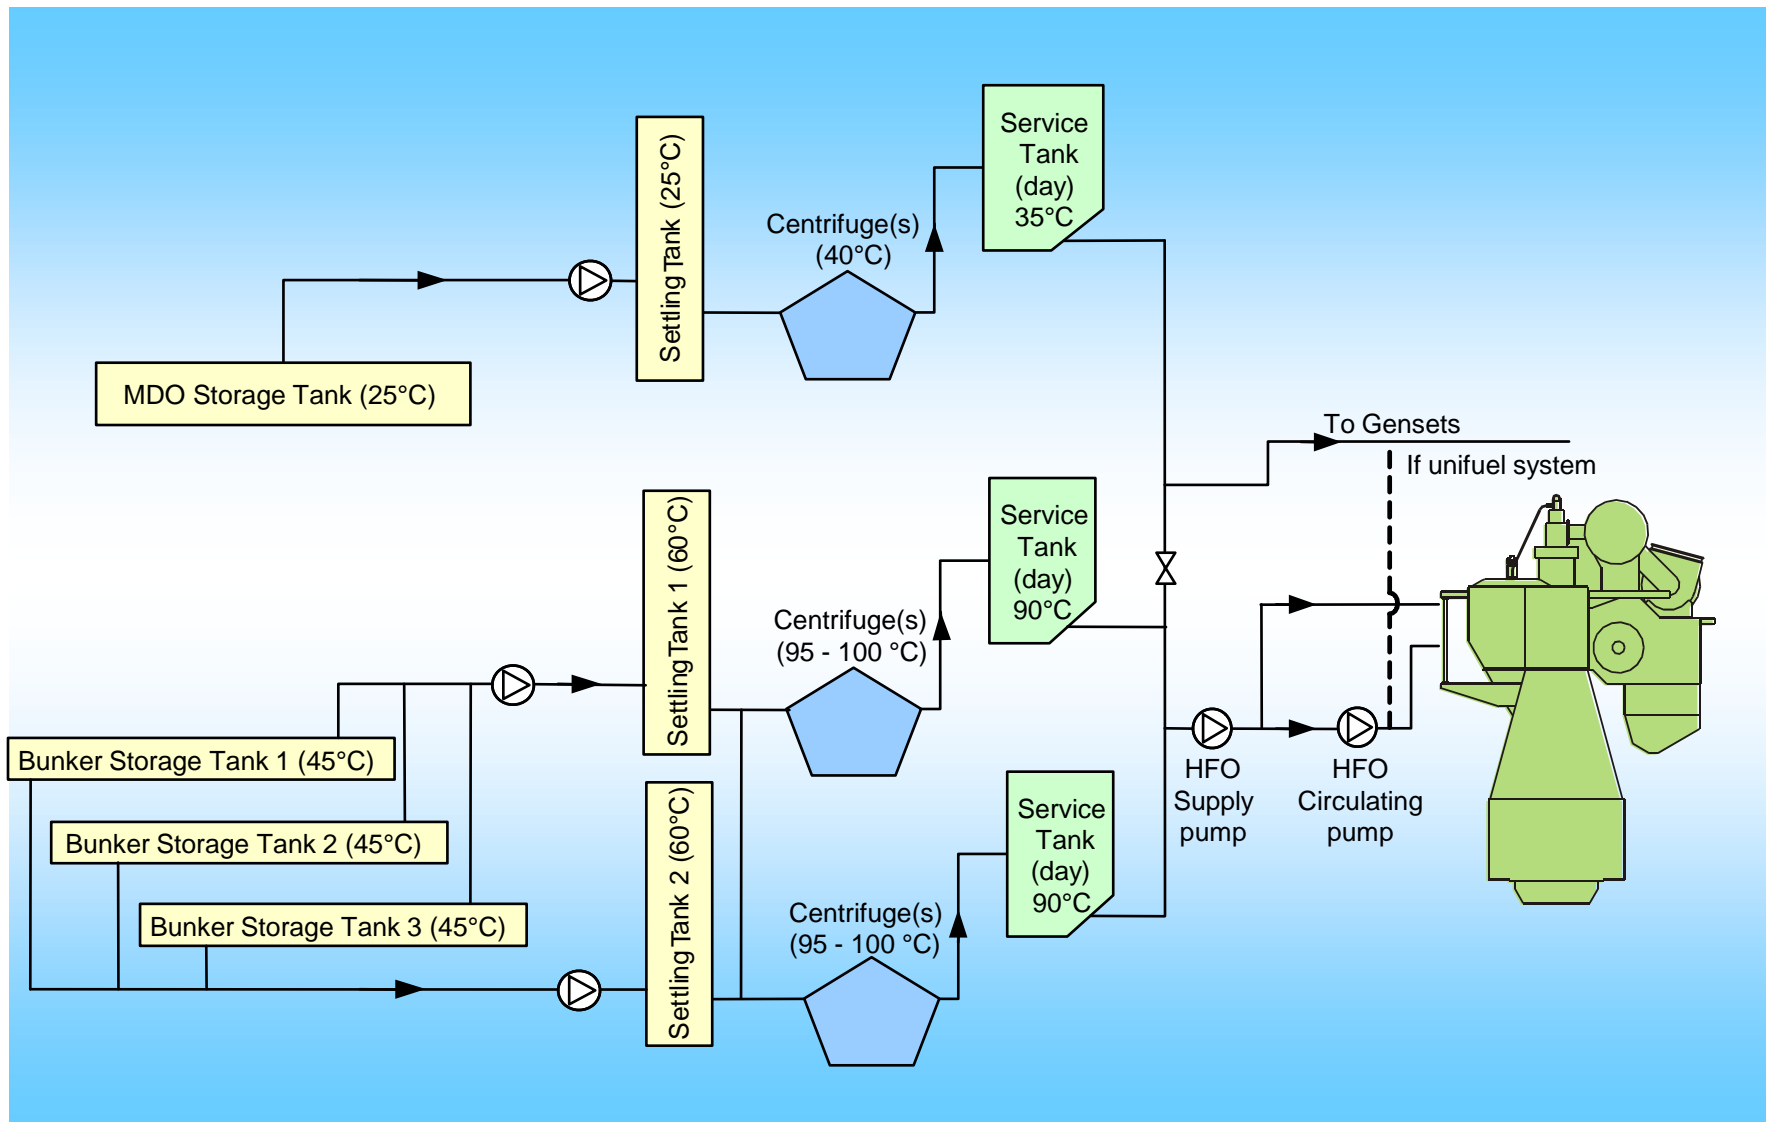 Service
Tank
(day)
35°C
Settling Tank (25°C)
Centrifuge(s)
(40°C)
MDO Storage Tank (25°C)
To Gensets
If unifuel system
Service
Tank
(day)
90°C
Settling Tank 1 (60°C)
Centrifuge(s)
(95 - 100 °C)
Bunker Storage Tank 1 (45°C)
Bunker Storage Tank 2 (45°C)
Bunker Storage Tank 3 (45°C)
HFO
Supply
pump
HFO
Circulating
pump
Service
Tank
(day)
90°C
Settling Tank 2 (60°C)
Centrifuge(s)
(95 - 100 °C)